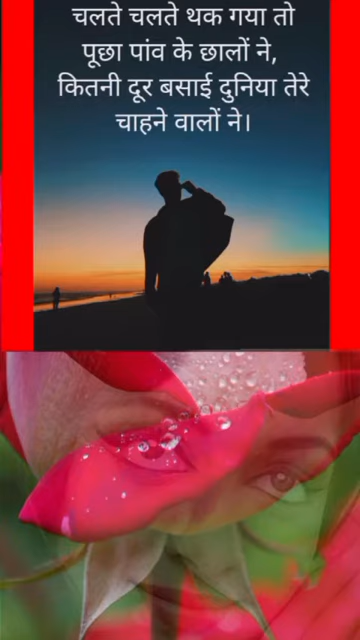 चलते चलते थक गया तो
पूछा पांव के छालों ने,
कितनी दूर बसाई दुनिया तेरे
चाहने वालों ने।